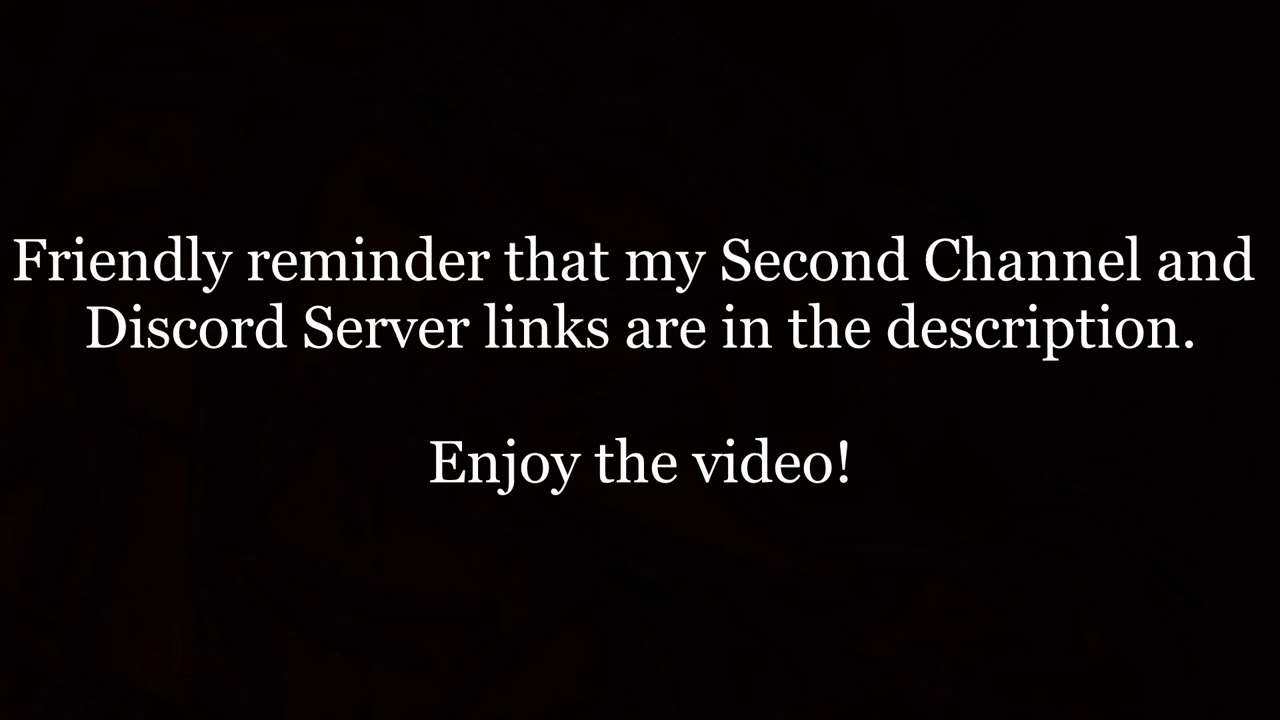 Friendly reminder that my Second Channel and
Discord Server links are in the description.
Enjoy the video!